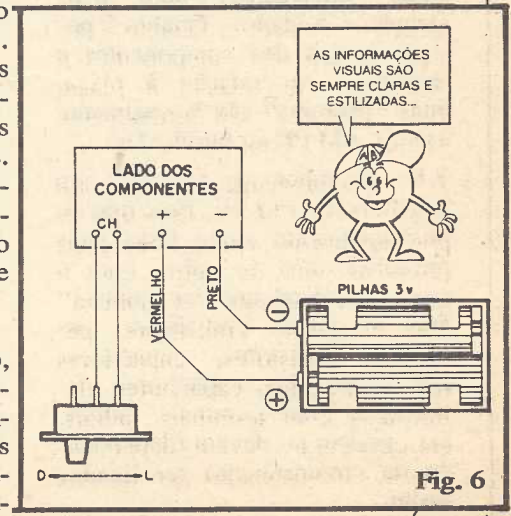 AS INFORMAÇÕES
VISUAIS SÃO
SEMPRE CLARAS E
ESTILIZADAS...
LADO DOS
COMPONENTES
CH + -
VERMELHO
PRETO
PILHAS 3v
-
+
D L
Fig. 6